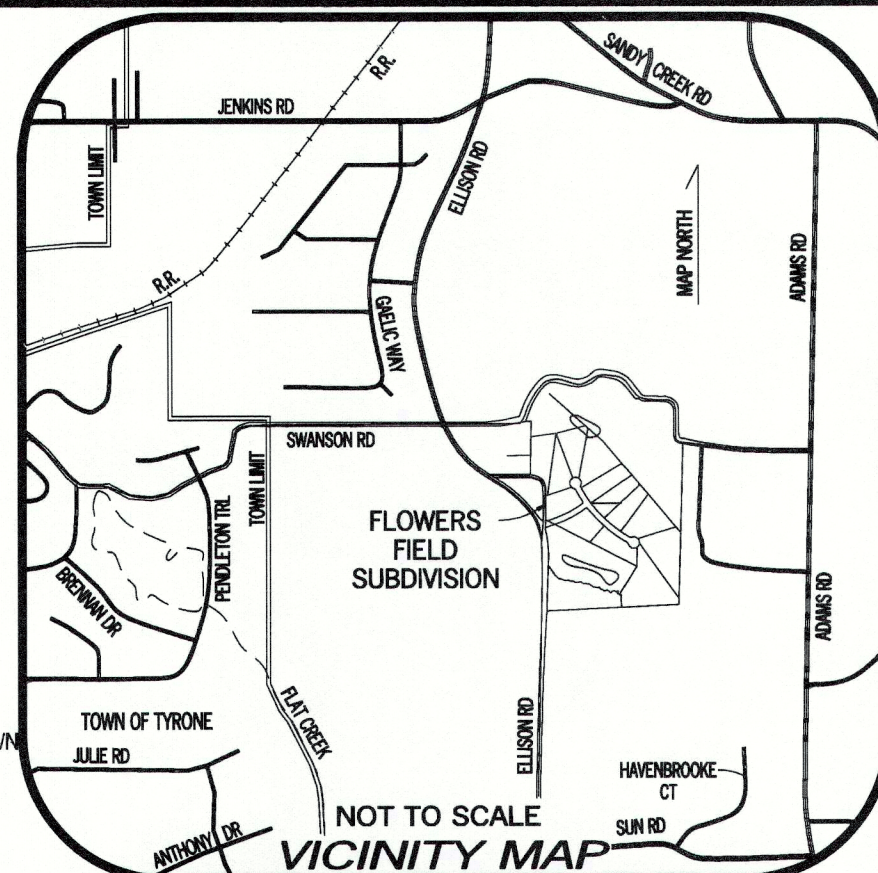 SANDY
CREEK RD
R.R.
JENKINS RD
ELLISON RD
TOWN LIMIT
MAP NORTH
ADAMS RD
R.R.
GAELIC WAY
SWANSON RD
TOWN LIMIT
PENDLETON TRL
FLOWERS
FIELD
SUBDIVISION
BRENNAN DR
ADAMS RD
FLAT CREEK
ELLISON RD
TOWN OF TYRONE
JULIE RD
HAVENBROOKE
CT
NOT TO SCALE
SUN RD
ANTHONY DR
VICINITY MAP